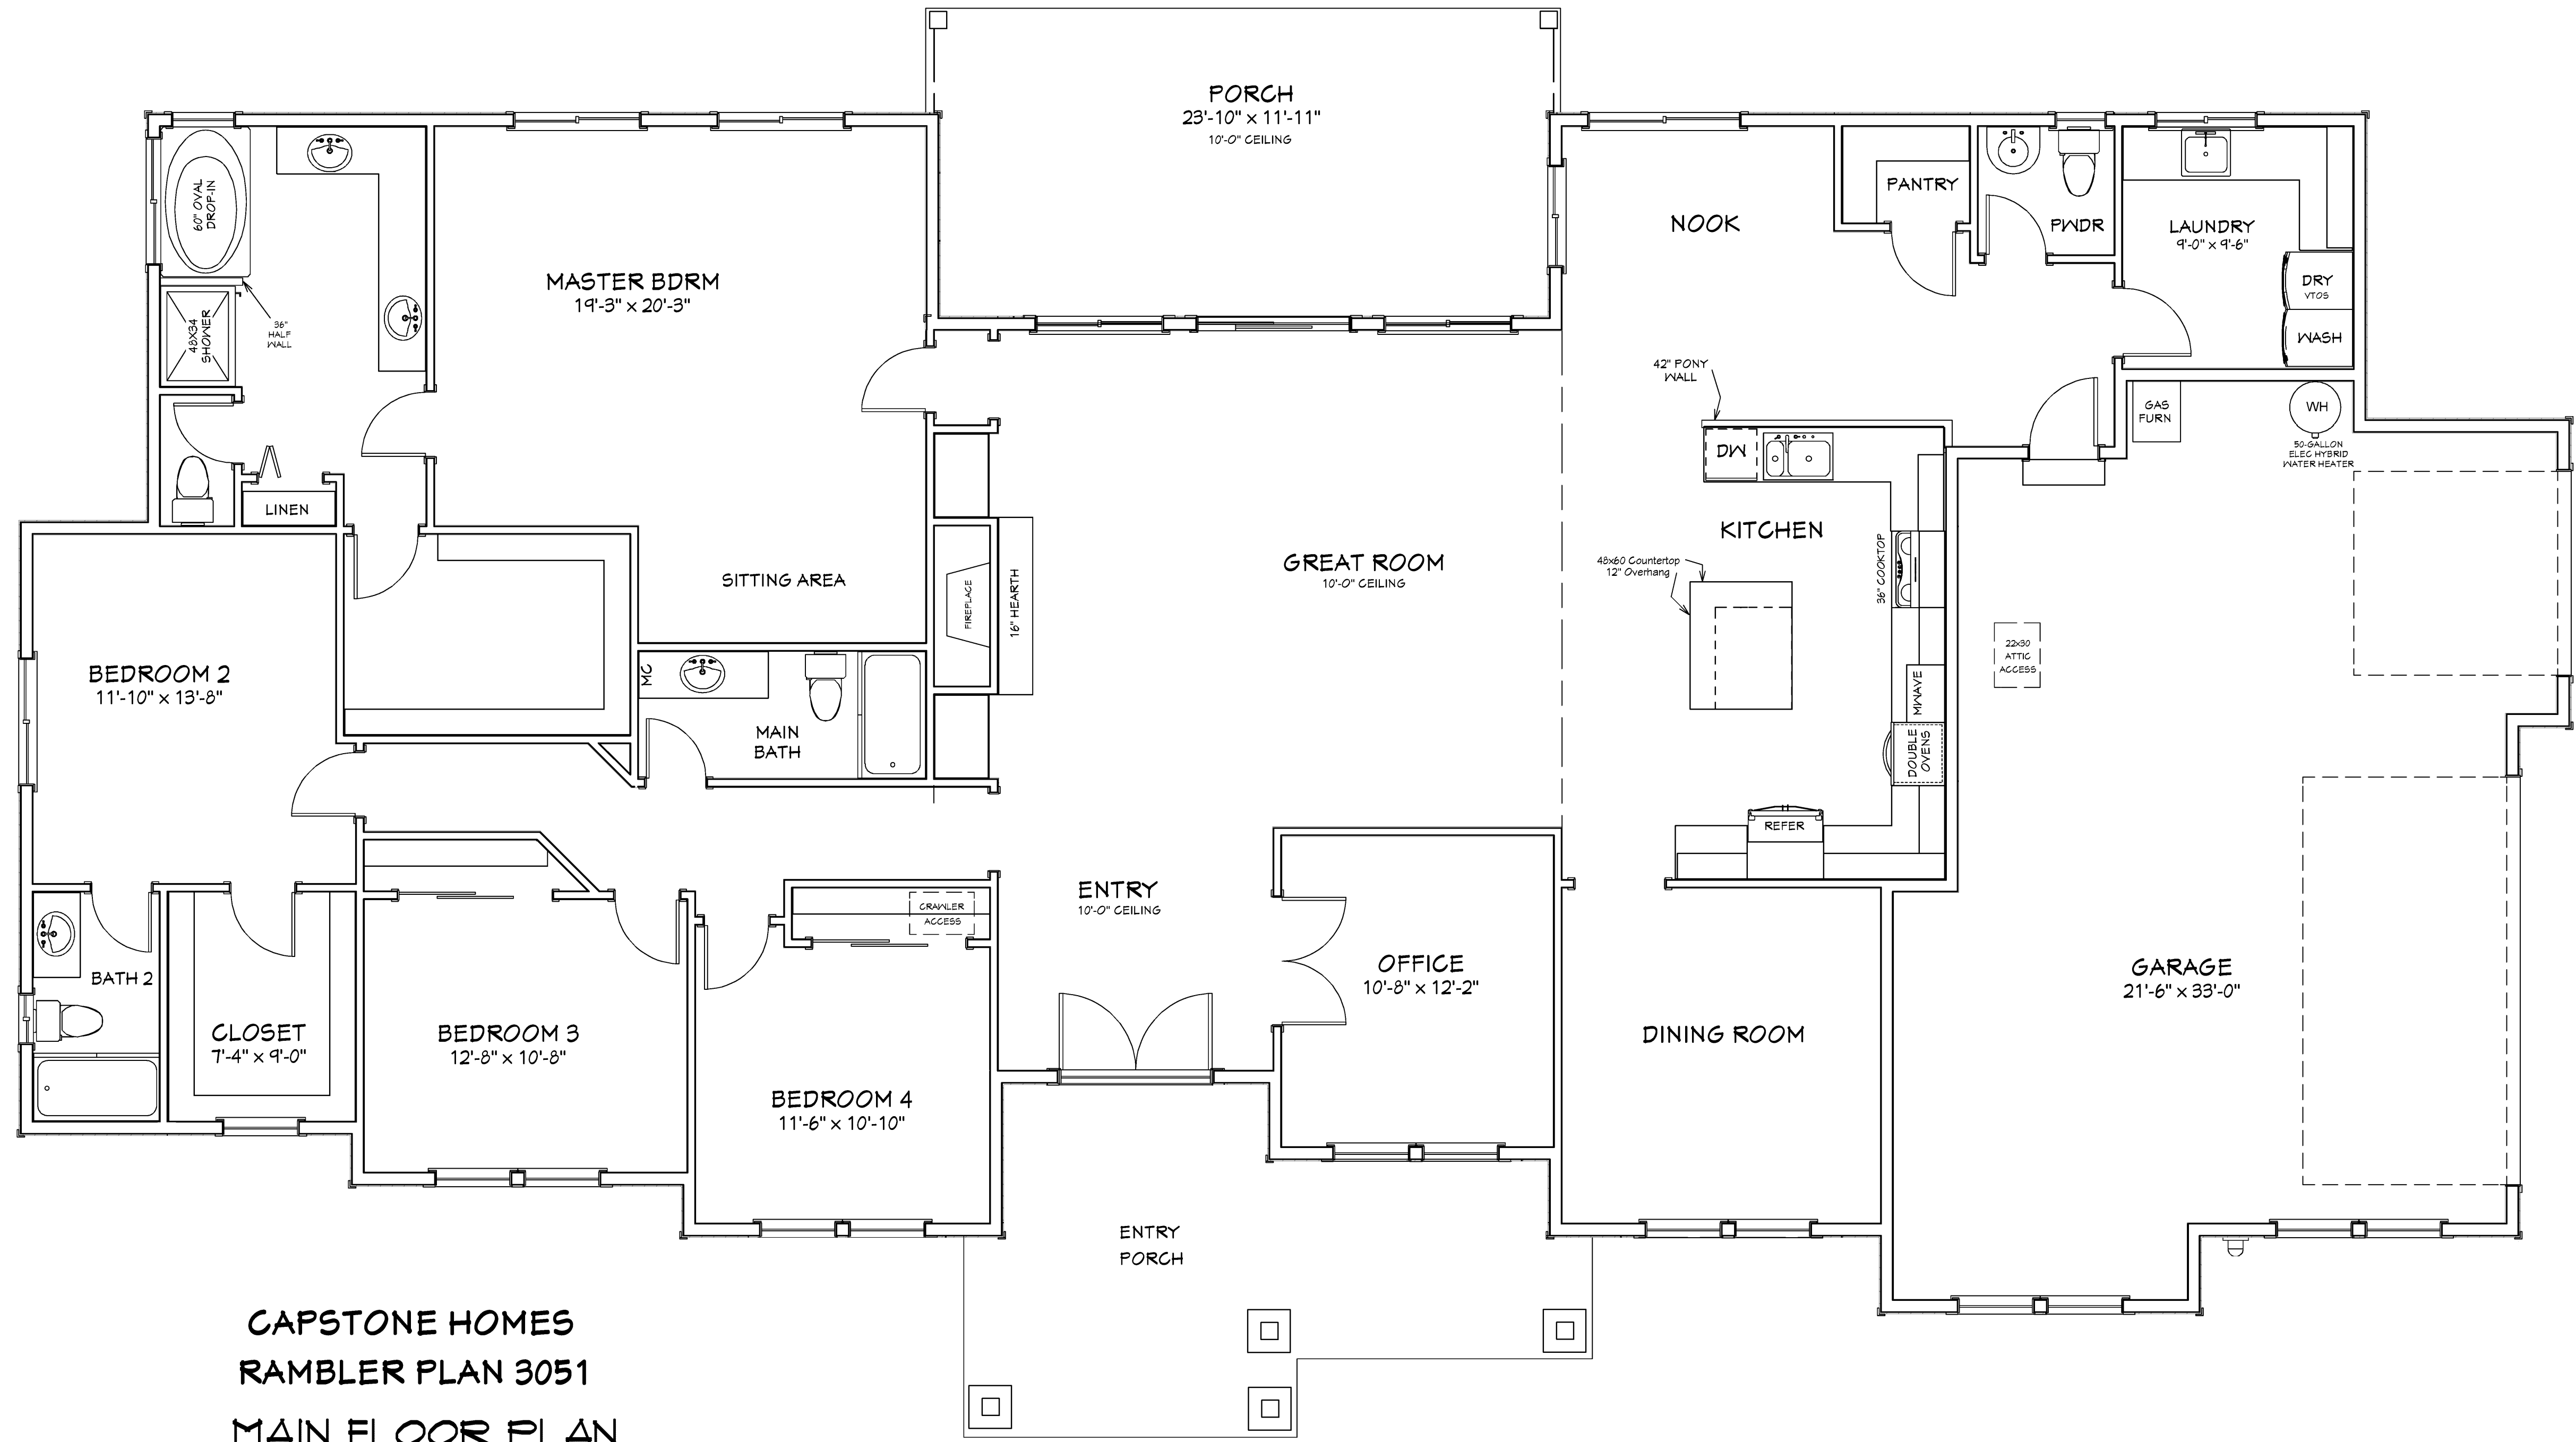 PORCH
23'-10" x 11'-11"
10'-0" CEILING
60" OVAL
DROP-IN
48X34
SHOWER
36"
HALF
WALL
LINEN
MASTER BDRM
19'-3" x 20'-3"
SITTING AREA
NOOK
PANTRY
PWDR
LAUNDRY
9'-0" x 9'-6"
DRY
VTOS
WASH
42" PONY
WALL
GAS
FURN
WH
50-GALLON
ELEC HYBRID
WATER HEATER
DW
KITCHEN
48x60 Countertop
12" Overhang
36" COOKTOP
MWAVE
DOUBLE
OVENS
REFER
GREAT ROOM
10'-0" CEILING
FIREPLACE
16" HEARTH
22x30
ATTIC
ACCESS
BEDROOM 2
11'-10" x 13'-8"
MC
MAIN
BATH
ENTRY
10'-0" CEILING
CRAWLER
ACCESS
BATH 2
CLOSET
7'-4" x 9'-0"
BEDROOM 3
12'-8" x 10'-8"
BEDROOM 4
11'-6" x 10'-10"
OFFICE
10'-8" x 12'-2"
DINING ROOM
GARAGE
21'-6" x 33'-0"
ENTRY
PORCH
CAPSTONE HOMES
RAMBLER PLAN 3051
MAIN FLOOR PLAN